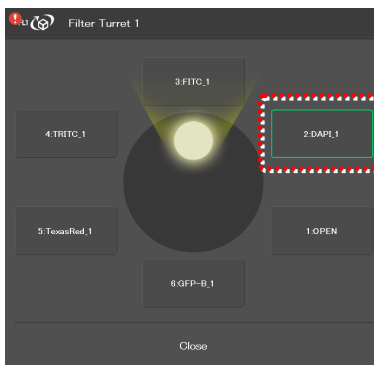 Filter Turret 1
3:FITC_1
4:TRITC_1
2:DAPI_1
5:TexasRed_1
1:OPEN
6:GFP-B_1
Close